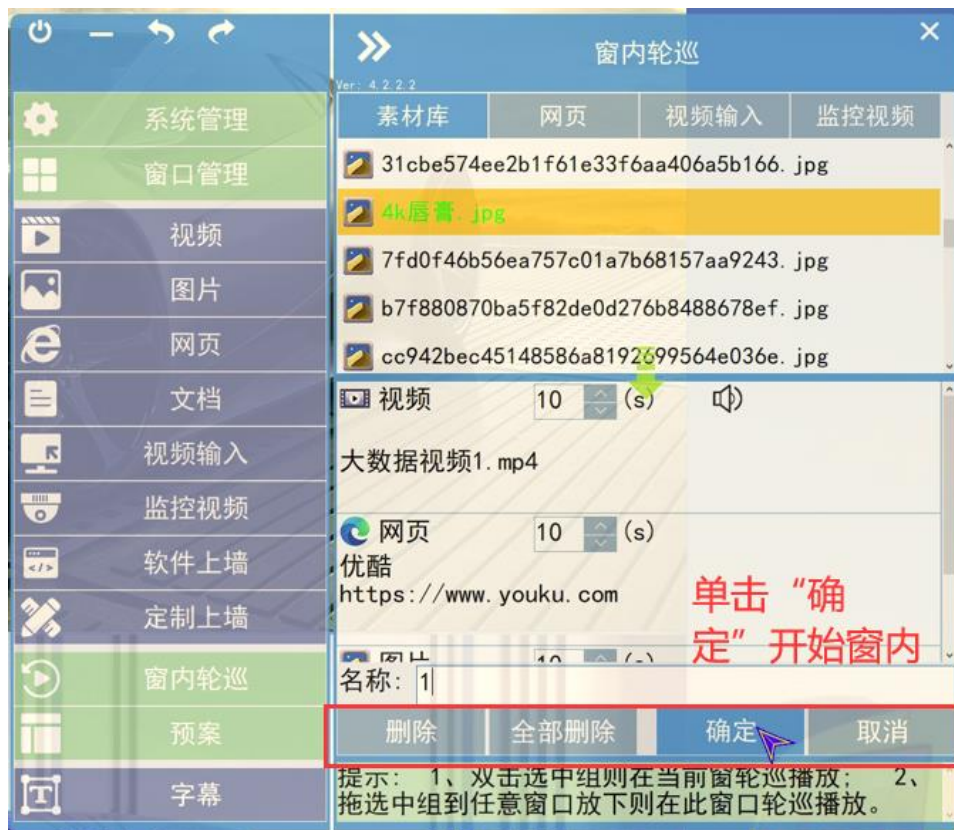 窗内轮巡
Ver: 4.2.2.2
系统管理
窗口管理
视频
图片
网页
文档
视频输入
监控视频
软件上墙
定制上墙
窗内轮巡
预案
字幕
素材库 网页 视频输入 监控视频
31cbe574ee2b1f61e33f6aa406a5b166.jpg
4k唇膏.jpg
7fd0f46b56ea757c01a7b68157aa9243.jpg
b7f880870ba5f82de0d276b8488678ef.jpg
cc942bec45148586a8192699564e036e.jpg
视频 10 (s)
大数据视频1.mp4
网页 10 (s)
优酷
https://www.youku.com
单击“确
定”开始窗内
图片 10 (s)
名称: 1
删除 全部删除 确定 取消
提示: 1、双击选中组则在当前窗轮巡播放; 2、
拖选中组到任意窗口放下则在此窗口轮巡播放。